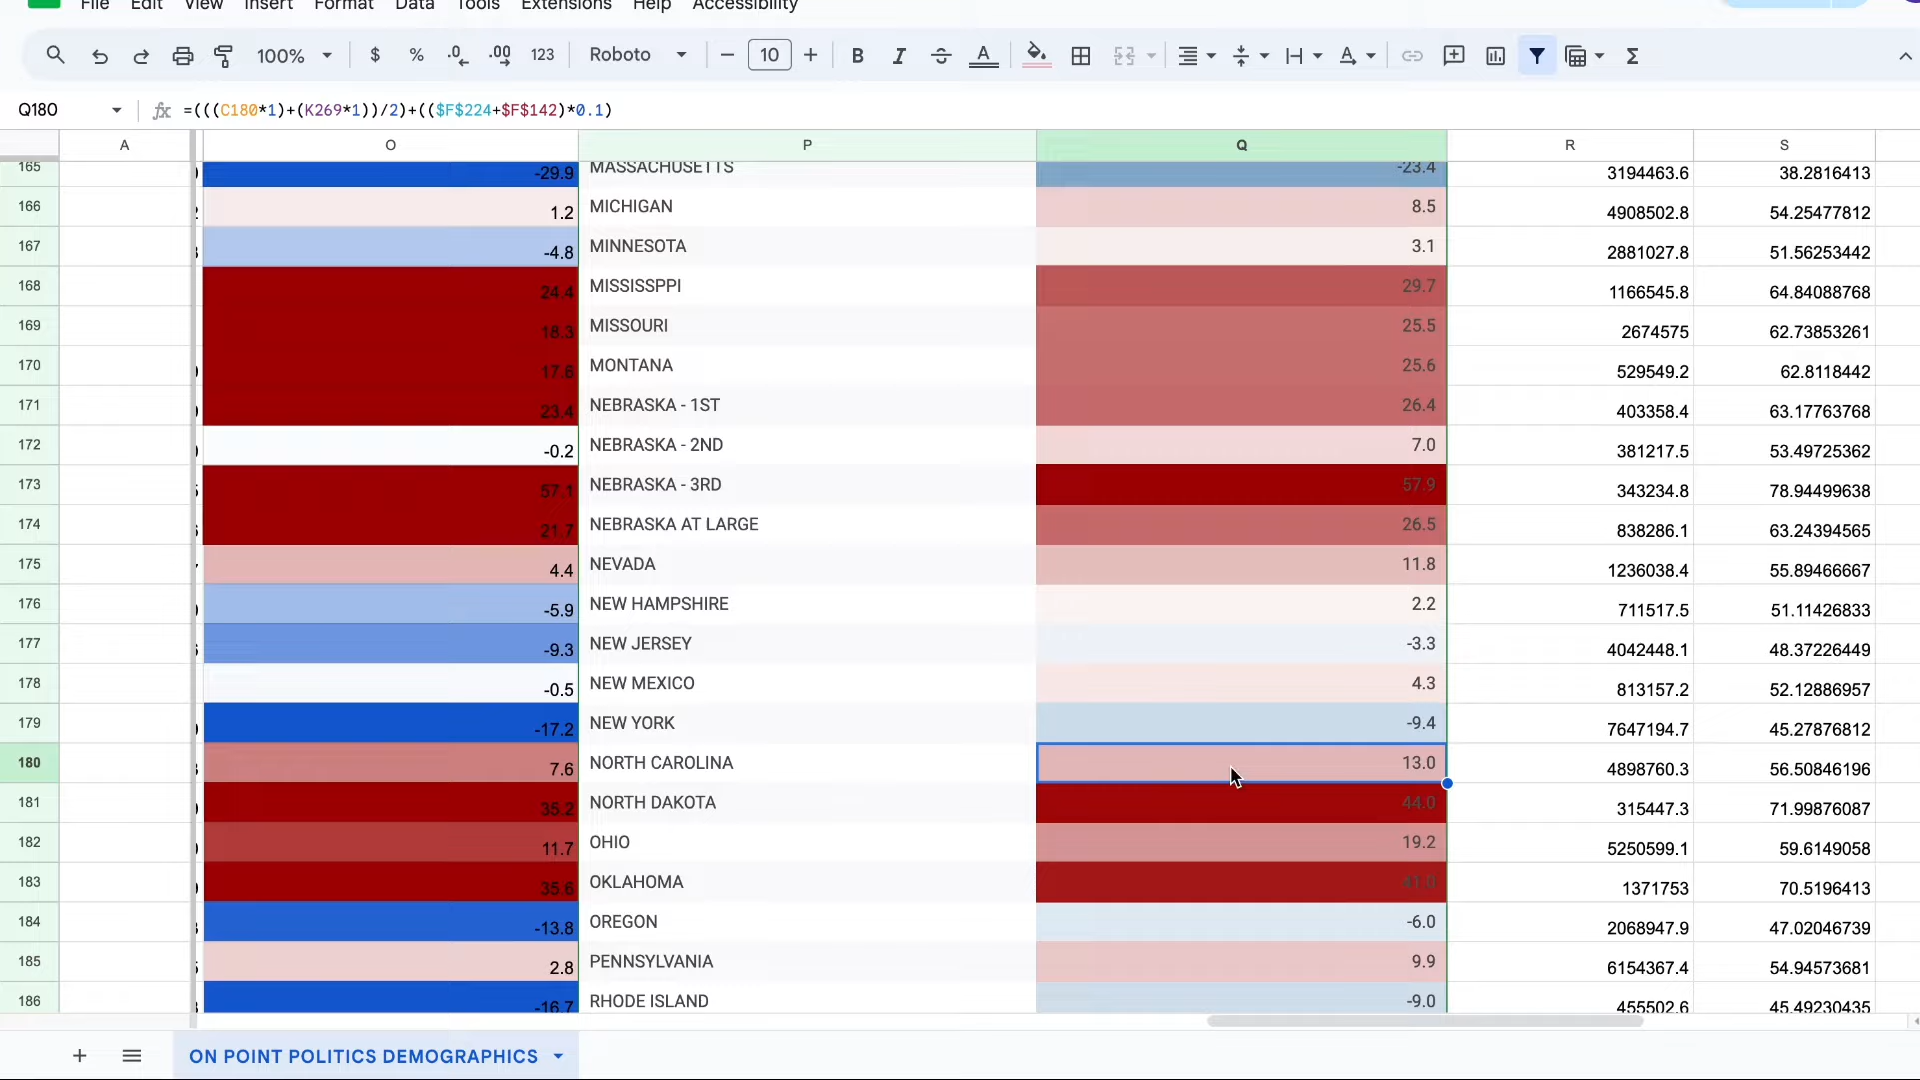 File Edit View Insert Format Data Tools Extensions Help Accessibility
100% $ % .0 .00 123 Roboto 10 B I A
Q180 fx =(((C180*1)+(K269*1))/2)+(($F$224+$F$142)*0.1)
A O P Q R S
165 -29.9 MASSACHUSETTS -23.4 3194463.6 38.2816413
166 1.2 MICHIGAN 8.5 4908502.8 54.25477812
167 -4.8 MINNESOTA 3.1 2881027.8 51.56253442
168 24.4 MISSISSPPI 29.7 1166545.8 64.84088768
169 18.3 MISSOURI 25.5 2674575 62.73853261
170 17.6 MONTANA 25.6 529549.2 62.8118442
171 23.4 NEBRASKA - 1ST 26.4 403358.4 63.17763768
172 -0.2 NEBRASKA - 2ND 7.0 381217.5 53.49725362
173 57.1 NEBRASKA - 3RD 57.9 343234.8 78.94499638
174 21.7 NEBRASKA AT LARGE 26.5 838286.1 63.24394565
175 4.4 NEVADA 11.8 1236038.4 55.89466667
176 -5.9 NEW HAMPSHIRE 2.2 711517.5 51.11426833
177 -9.3 NEW JERSEY -3.3 4042448.1 48.37226449
178 -0.5 NEW MEXICO 4.3 813157.2 52.12886957
179 -17.2 NEW YORK -9.4 7647194.7 45.27876812
180 7.6 NORTH CAROLINA 13.0 4898760.3 56.50846196
181 35.2 NORTH DAKOTA 44.0 315447.3 71.99876087
182 11.7 OHIO 19.2 5250599.1 59.6149058
183 35.6 OKLAHOMA 1371753 70.5196413
184 -13.8 OREGON -6.0 2068947.9 47.02046739
185 2.8 PENNSYLVANIA 9.9 6154367.4 54.94573681
186 -16.7 RHODE ISLAND -9.0 455502.6 45.49230435
ON POINT POLITICS DEMOGRAPHICS